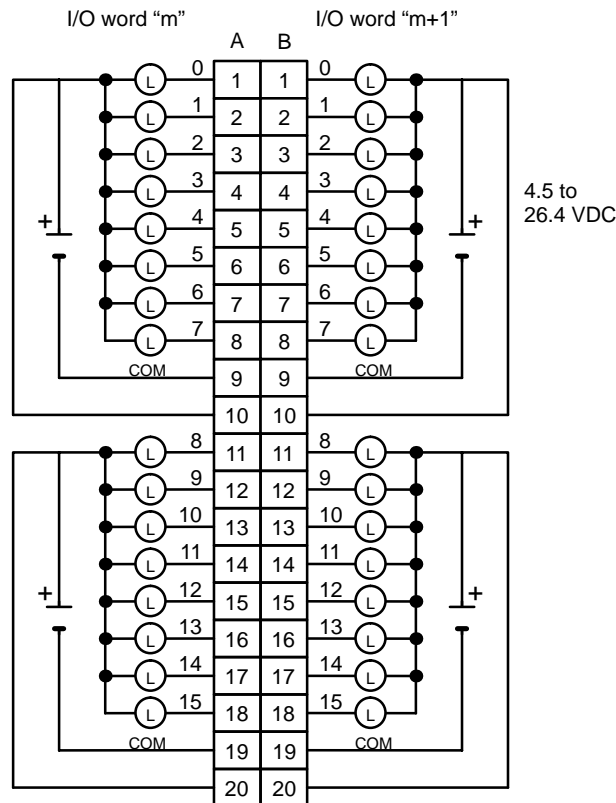 I/O word “m” I/O word “m+1”
A B
0 L 1 1 L 0
1 L 2 2 L 1
2 L 3 3 L 2
3 L 4 4 L 3
4.5 to
26.4 VDC
+ 4 L 5 5 L 4 +
5 L 6 6 L 5
6 L 7 7 L 6
7 L 8 8 L 7
COM 9 9 COM
10 10
8 L 11 11 L 8
9 L 12 12 L 9
10 L 13 13 L 10
11 L 14 14 L 11
+ 12 L 15 15 L 12 +
13 L 16 16 L 13
14 L 17 17 L 14
15 L 18 18 L 15
COM 19 19 COM
20 20